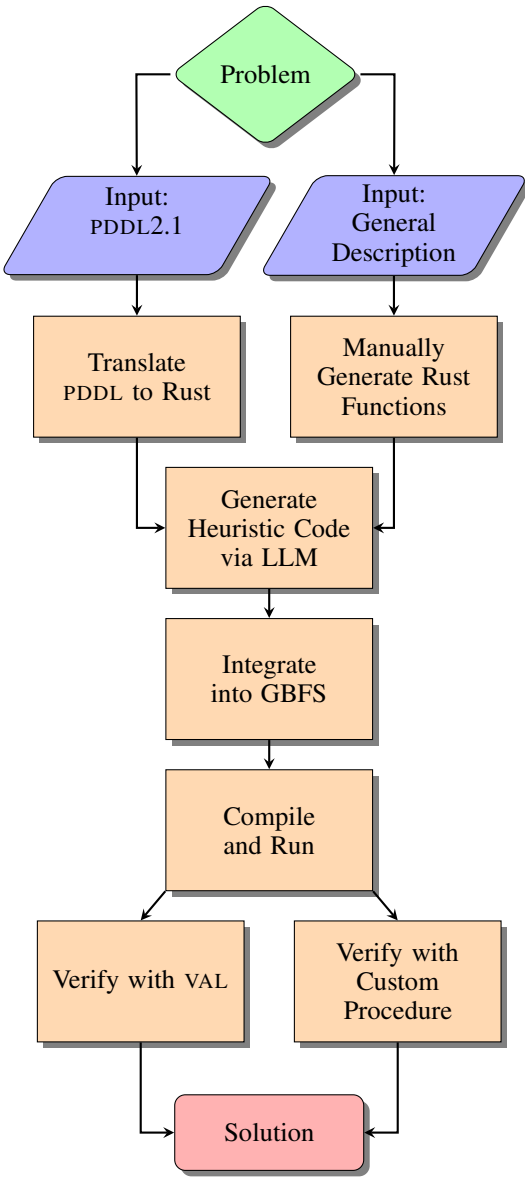 Problem
Input:
PDDL2.1
Input:
General
Description
Translate
PDDL to Rust
Manually
Generate Rust
Functions
Generate
Heuristic Code
via LLM
Integrate
into GBFS
Compile
and Run
Verify with VAL
Verify with
Custom
Procedure
Solution